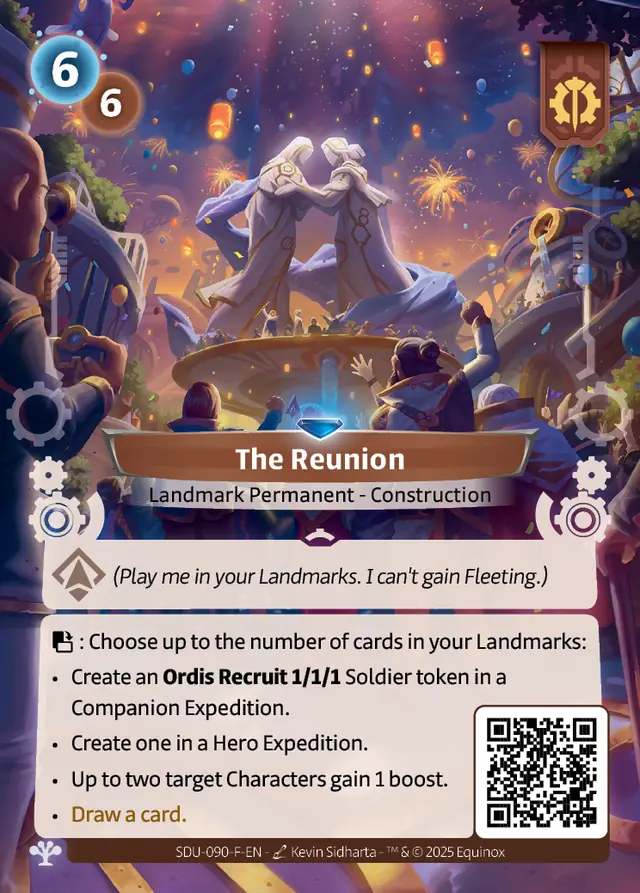 6
6
The Reunion
Landmark Permanent - Construction
(Play me in your Landmarks. I can't gain Fleeting.)
: Choose up to the number of cards in your Landmarks:
• Create an Ordis Recruit 1/1/1 Soldier token in a
Companion Expedition.
• Create one in a Hero Expedition.
• Up to two target Characters gain 1 boost.
• Draw a card.
SDU-090-F-EN - Kevin Sidharta - ™ & © 2025 Equinox